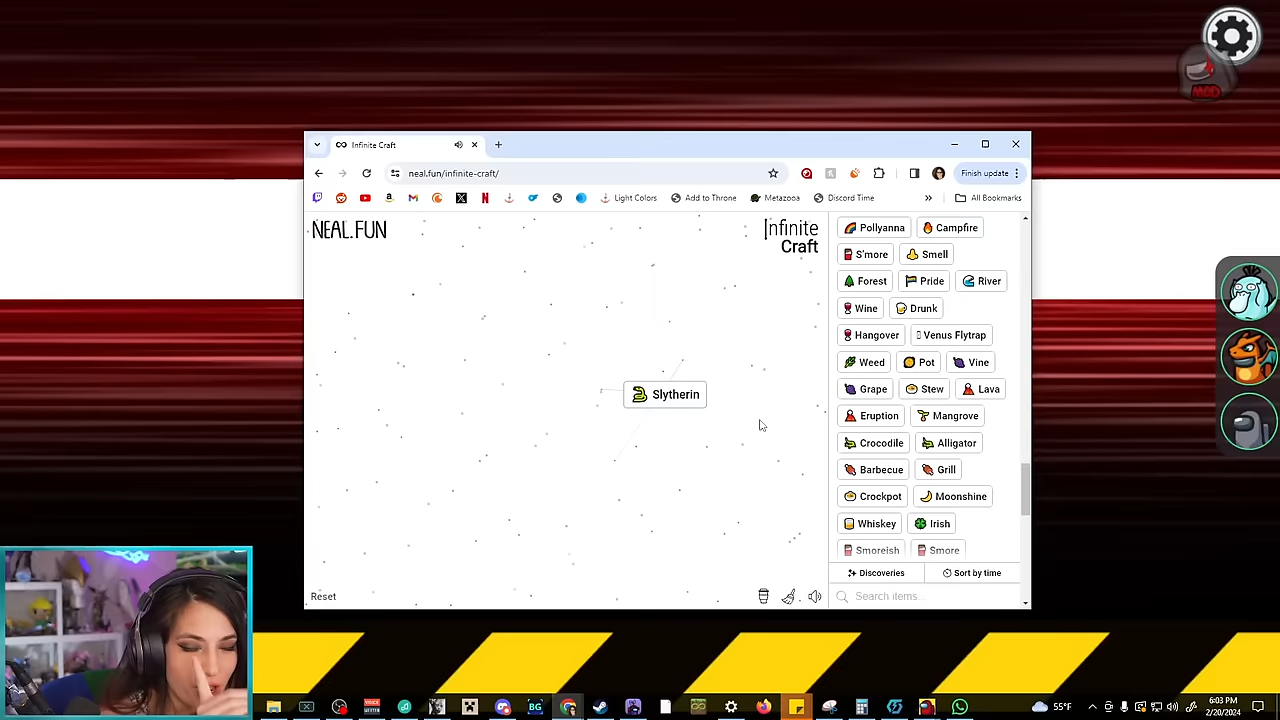 MAD
Infinite Craft
neal.fun/infinite-craft/
Finish update
Light Colors
Add to Throne
Metazooa
Discord Time
»
All Bookmarks
NEAL.FUN
Infinite
Craft
Pollyanna
Campfire
S'more
Smell
Forest
Pride
River
Wine
Drunk
Hangover
Venus Flytrap
Weed
Pot
Vine
Slytherin
Grape
Stew
Lava
Eruption
Mangrove
Crocodile
Alligator
Barbecue
Grill
Crockpot
Moonshine
Whiskey
Irish
Smoreish
Smore
Discoveries
Sort by time
Reset
Search items...
BG
55°
6:03 PM
2/20/2024